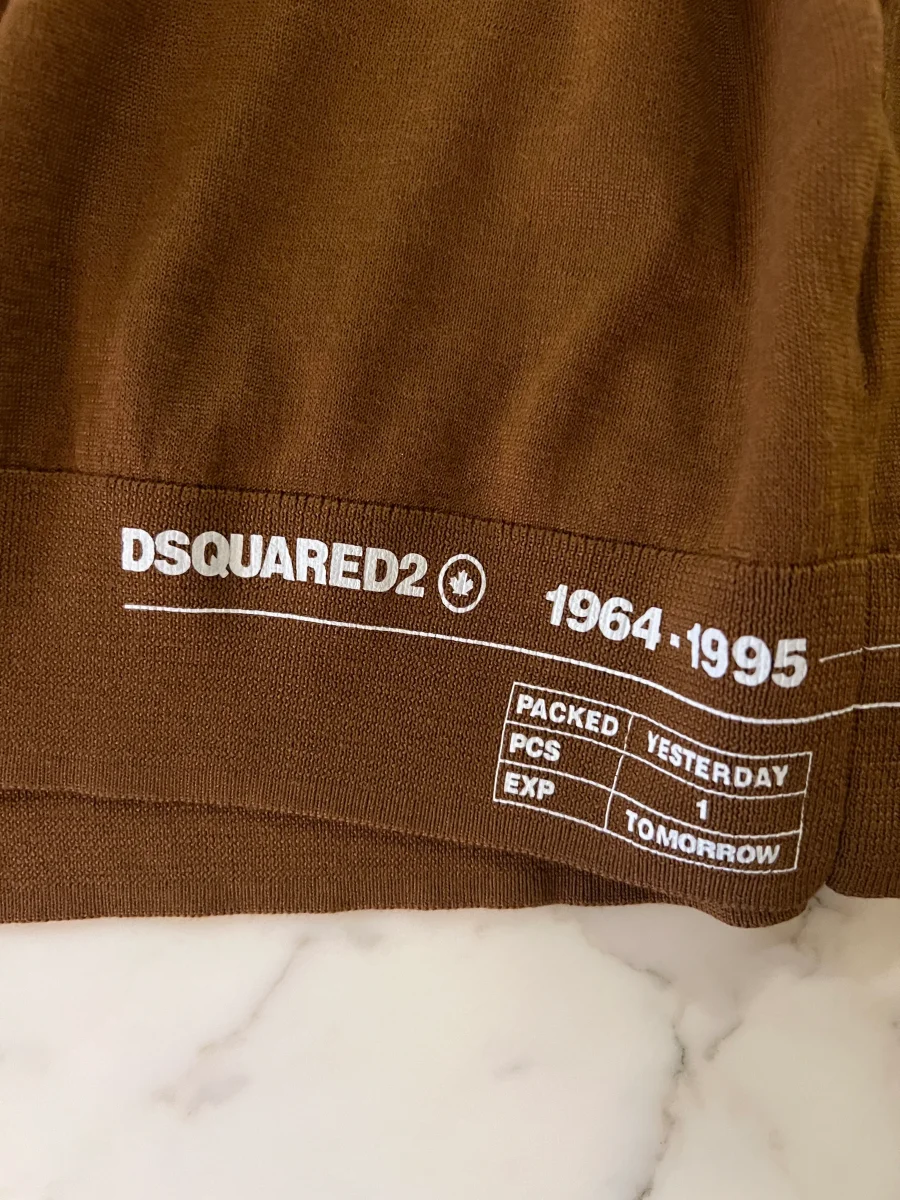 DSQUARED2 1964-1995
PACKED YESTERDAY
PCS 1
EXP TOMORROW